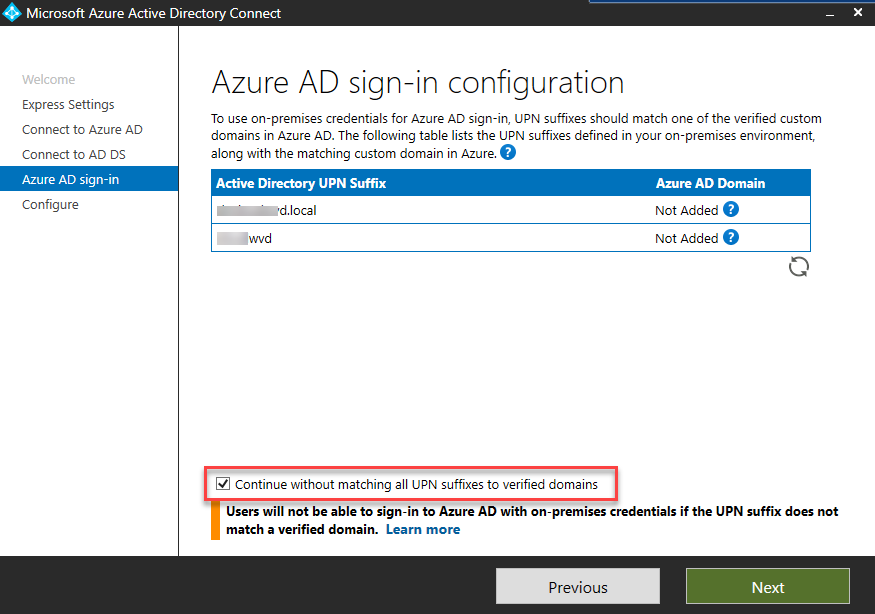 Microsoft Azure Active Directory Connect
Welcome
Express Settings
Connect to Azure AD
Connect to AD DS
Azure AD sign-in
Configure
Azure AD sign-in configuration
To use on-premises credentials for Azure AD sign-in, UPN suffixes should match one of the verified custom
domains in Azure AD. The following table lists the UPN suffixes defined in your on-premises environment,
along with the matching custom domain in Azure. ?
Active Directory UPN Suffix Azure AD Domain
d.local Not Added ?
wvd Not Added ?
Continue without matching all UPN suffixes to verified domains
Users will not be able to sign-in to Azure AD with on-premises credentials if the UPN suffix does not
match a verified domain. Learn more
Previous Next